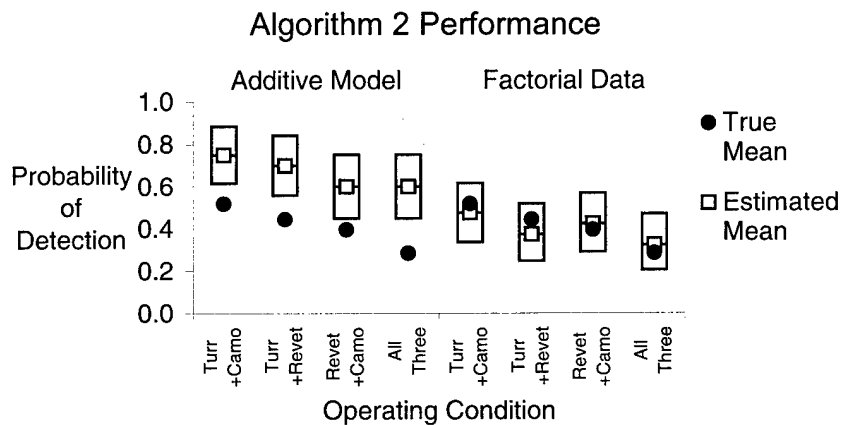 Algorithm 2 Performance
Additive Model
Factorial Data
1.0
0.8
0.6
0.4
0.2
0.0
Probability
of
Detection
True
Mean
Estimated
Mean
Turr
+Camo
Turr
+Revet
Revet
+Camo
All
Three
Turr
+Camo
Turr
+Revet
Revet
+Camo
All
Three
Operating Condition